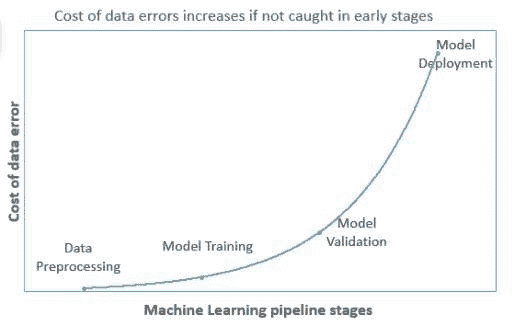 Cost of data errors increases if not caught in early stages
Model
Deployment
Cost of data error
Model
Validation
Model Training
Data
Preprocessing
Machine Learning pipeline stages